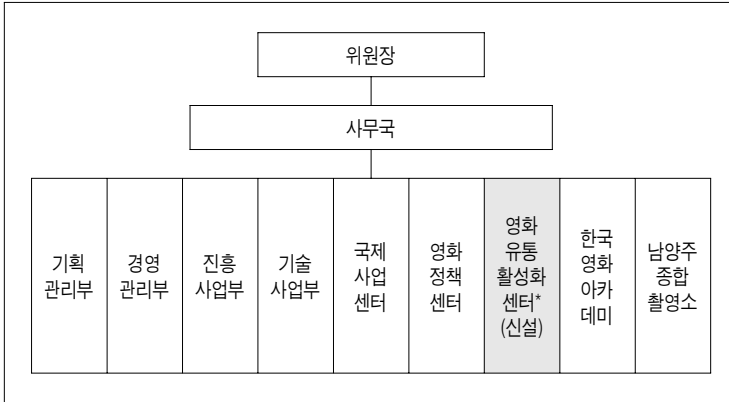 위원장
사무국
기획
관리부
경영
관리부
진흥
사업부
기술
사업부
국제
사업
센터
영화
정책
센터
영화
유통
활성화
센터*
(신설)
한국
영화
아카
데미
남양주
종합
촬영소